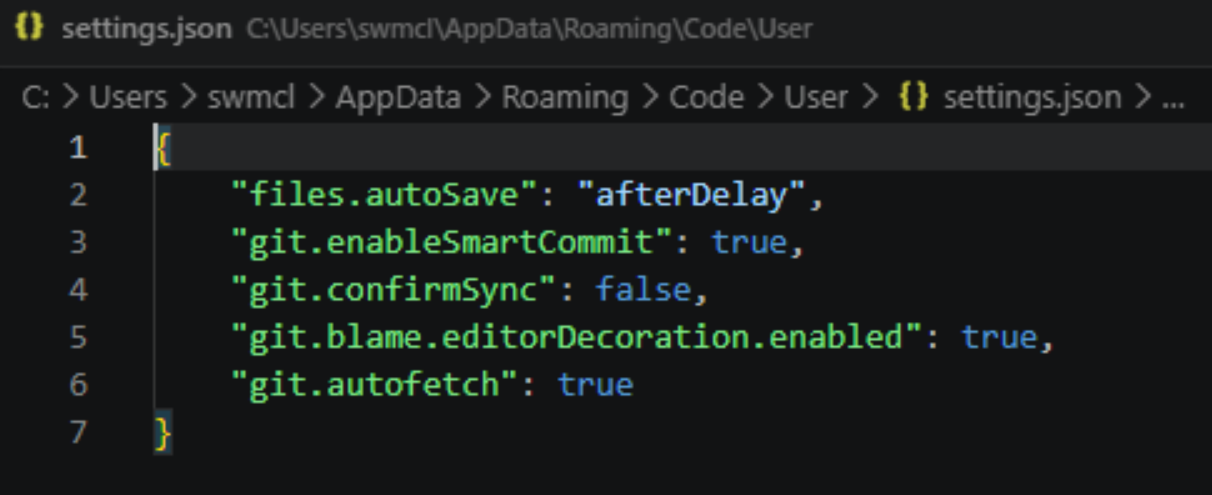 {} settings.json C:\Users\swmcl\AppData\Roaming\Code\User
C: > Users > swmcl > AppData > Roaming > Code > User > {} settings.json > ...
1 {
2 "files.autoSave": "afterDelay",
3 "git.enableSmartCommit": true,
4 "git.confirmSync": false,
5 "git.blame.editorDecoration.enabled": true,
6 "git.autofetch": true
7 }